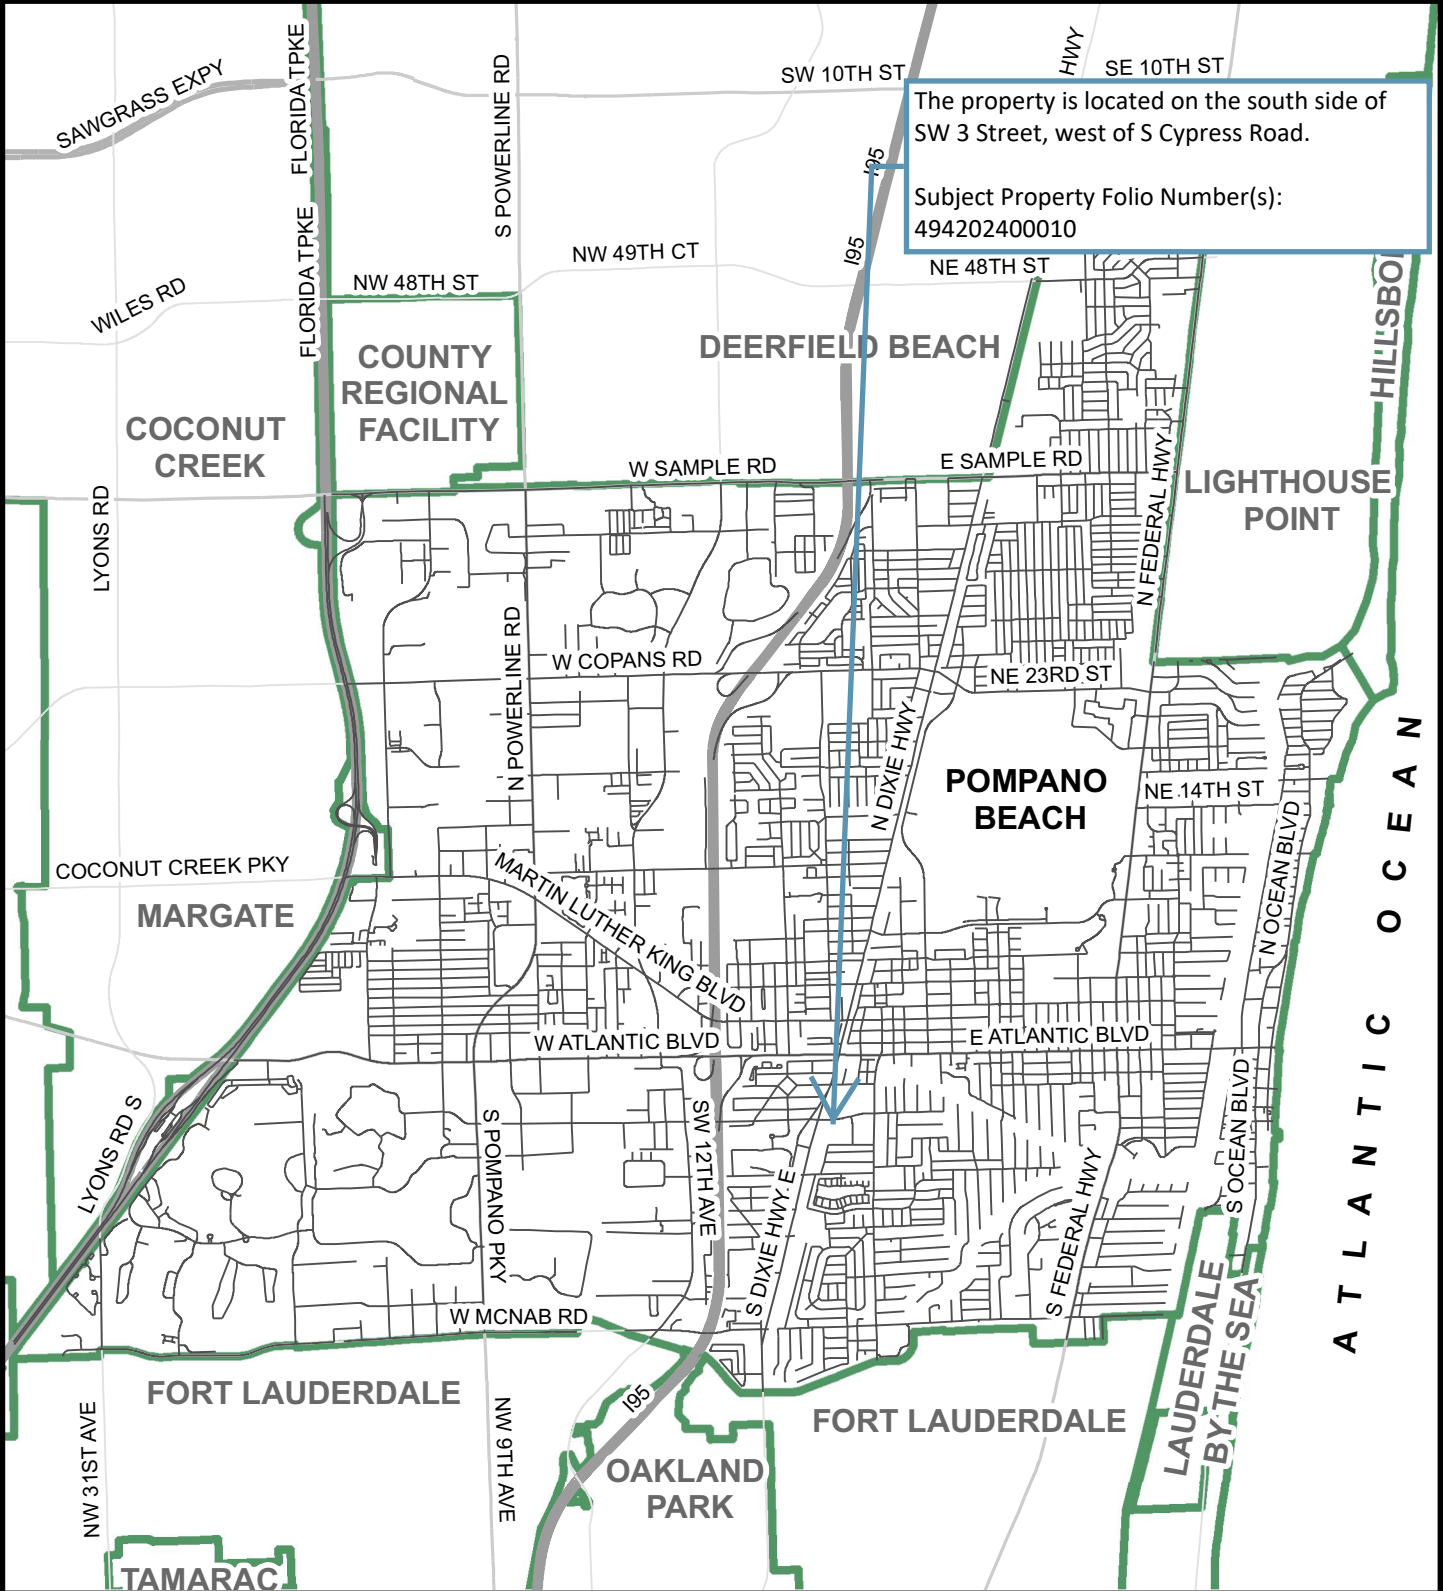 SAWGRASS EXPY
FLORIDA TPKE
S POWERLINE RD
SW 10TH ST
HWY
SE 10TH ST
The property is located on the south side of
SW 3 Street, west of S Cypress Road.
Subject Property Folio Number(s):
494202400010
I95
I95
FLORIDA TPKE
WILES RD
NW 48TH ST
NW 49TH CT
NE 48TH ST
COUNTY
REGIONAL
FACILITY
DEERFIELD BEACH
COCONUT
CREEK
W SAMPLE RD
E SAMPLE RD
LIGHTHOUSE
POINT
LYONS RD
N FEDERAL HWY
N POWERLINE RD
W COPANS RD
NE 23RD ST
N DIXIE HWY
POMPANO
BEACH
NE 14TH ST
N OCEAN BLVD
ATLANTIC OCEAN
COCONUT CREEK PKY
MARGATE
MARTIN LUTHER KING BLVD
W ATLANTIC BLVD
E ATLANTIC BLVD
LYONS RD S
S POMPANO PKY
SW 12TH AVE
S DIXIE HWY E
S FEDERAL HWY
S OCEAN BLVD
W MCNAB RD
LAUDERDALE
BY THE SEA
FORT LAUDERDALE
I95
FORT LAUDERDALE
NW 31ST AVE
NW 9TH AVE
OAKLAND
PARK
TAMARAC